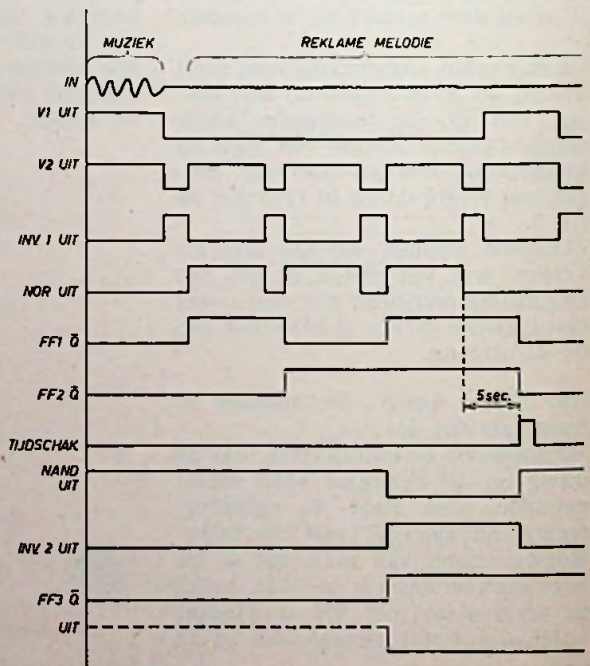 MUZIEK REKLAME MELODIE
IN
V1 UIT
V2 UIT
INV. 1 UIT
NOR UIT
FF1 Q̄
FF2 Q̄
5sec.
TIJDSCHAK
NAND
UIT
INV. 2 UIT
FF3 Q̄
UIT